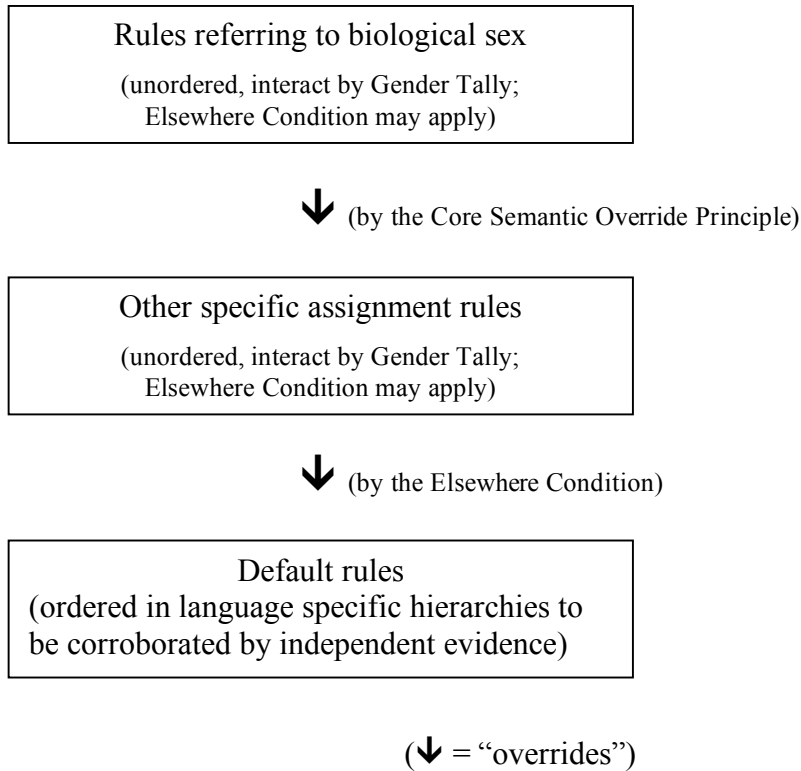 Rules referring to biological sex
(unordered, interact by Gender Tally;
Elsewhere Condition may apply)
🡻 (by the Core Semantic Override Principle)
Other specific assignment rules
(unordered, interact by Gender Tally;
Elsewhere Condition may apply)
🡻 (by the Elsewhere Condition)
Default rules
(ordered in language specific hierarchies to
be corroborated by independent evidence)
(🡻 = “overrides”)